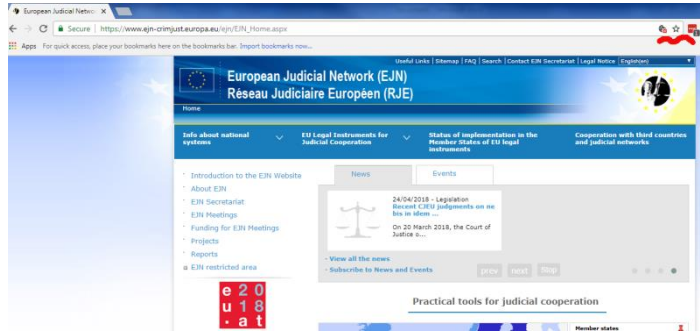 European Judicial Networ
Secure | https://www.ejn-crimjust.europa.eu/ejn/EJN_Home.aspx
Apps For quick access, place your bookmarks here on the bookmarks bar. Import bookmarks now...
Useful Links | Sitemap | FAQ | Search | Contact EJN Secretariat | Legal Notice English(en)
European Judicial Network (EJN)
Réseau Judiciaire Européen (RJE)
Home
Info about national systems
EU Legal Instruments for Judicial Cooperation
Status of implementation in the Member States of EU legal instruments
Cooperation with third countries and judicial networks
Introduction to the EJN Website
About EJN
EJN Secretariat
EJN Meetings
Funding for EJN Meetings
Projects
Reports
EJN restricted area
e 2 0
u 1 8
. a t
News
Events
24/04/2018 - Legislation
Recent CJEU judgments on ne
bis in idem ...
On 20 March 2018, the Court of
Justice o...
- View all the news
- Subscribe to News and Events
prev next Stop
Practical tools for judicial cooperation
Member states